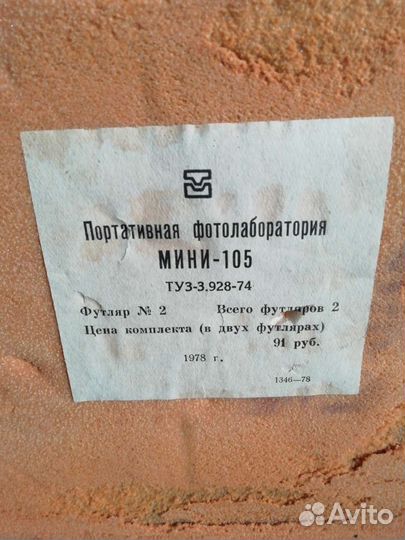 Портативная фотолаборатория
МИНИ-105
ТУ3-3.928-74
Футляр № 2 Всего футляров 2
Цена комплекта (в двух футлярах)
91 руб.
1978 г.
1346—78
Avito